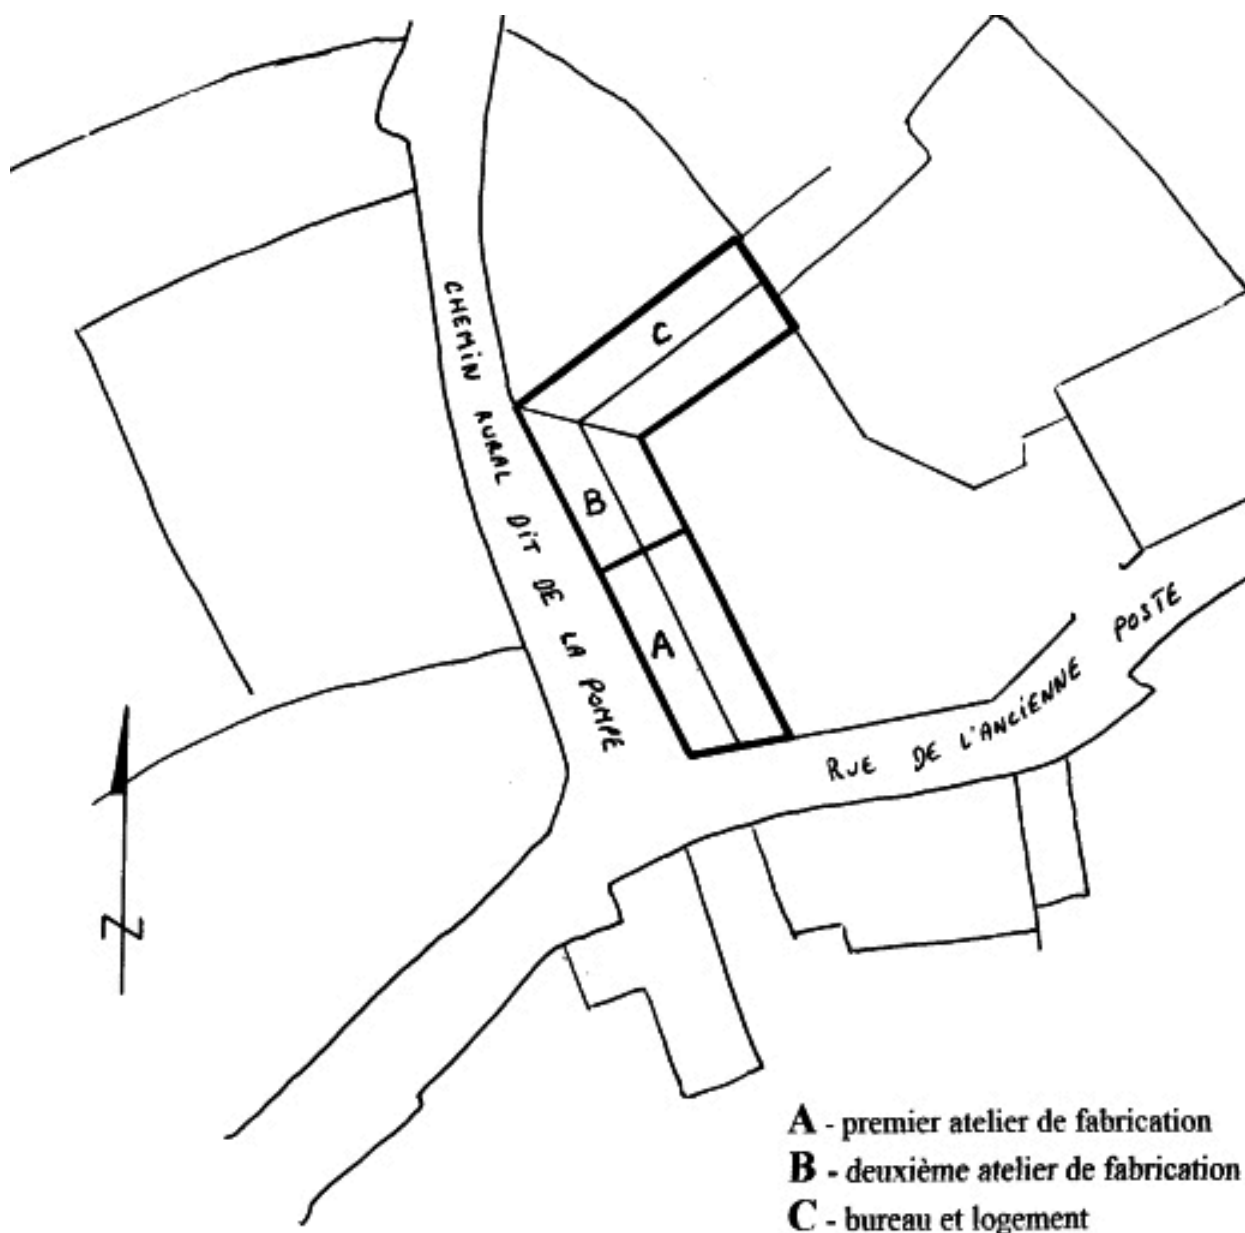 CHEMIN RURAL DIT DE LA POMPE
C
B
A
RUE DE L'ANCIENNE POSTE
N
A - premier atelier de fabrication
B - deuxième atelier de fabrication
C - bureau et logement